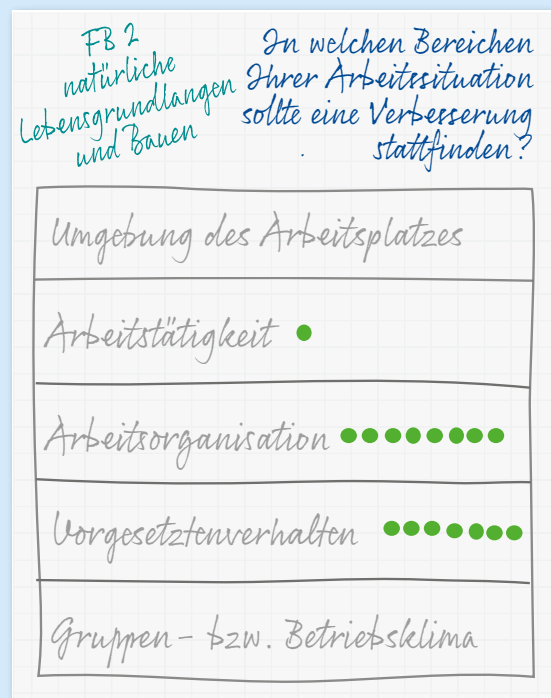 FB 2
natürliche
Lebensgrundlangen
und Bauen
In welchen Bereichen
Ihrer Arbeitssituation
sollte eine Verbesserung
stattfinden?
Umgebung des Arbeitsplatzes
Arbeitstätigkeit
Arbeitsorganisation
Vorgesetztenverhalten
Gruppen- bzw. Betriebsklima